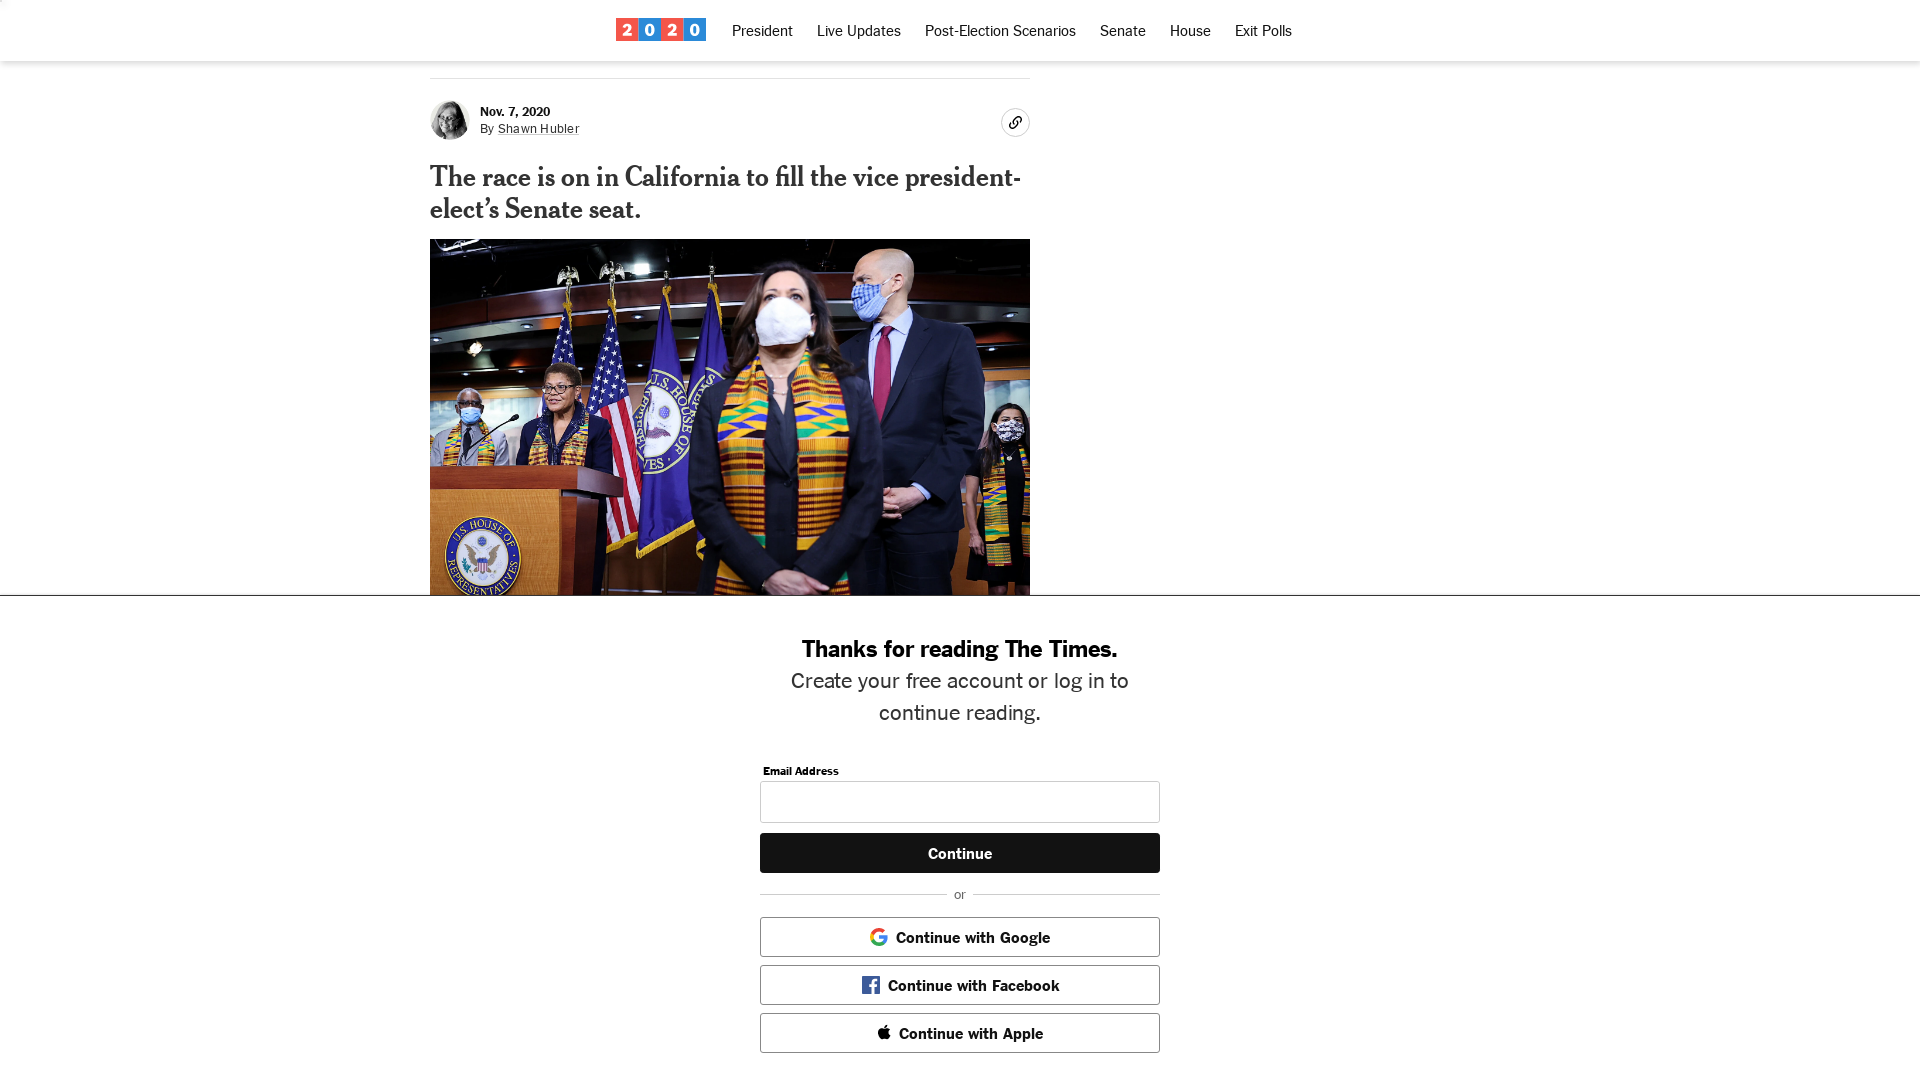 2020 President Live Updates Post-Election Scenarios Senate House Exit Polls
Nov. 7, 2020
By Shawn Hubler
The race is on in California to fill the vice president-
elect’s Senate seat.
U.S. HOUSE OF
REPRESENTATIVES
U.S. HOUSE OF
Thanks for reading The Times.
Create your free account or log in to
continue reading.
Email Address
Continue
or
Continue with Google
Continue with Facebook
Continue with Apple